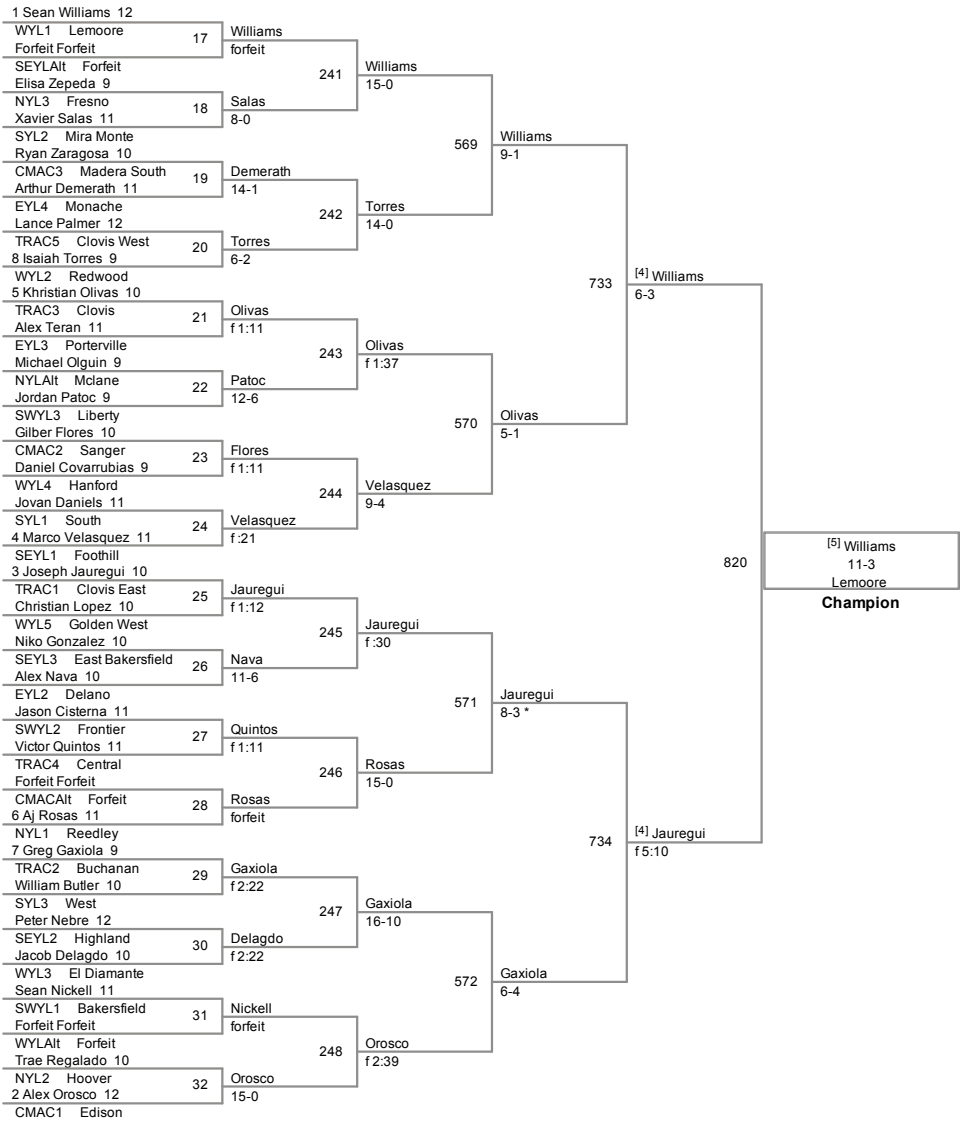 1 Sean Williams 12
WYL1 Lemoore
Forfeit Forfeit
SEYLAlt Forfeit
Elisa Zepeda 9
NYL3 Fresno
Xavier Salas 11
SYL2 Mira Monte
Ryan Zaragosa 10
CMAC3 Madera South
Arthur Demerath 11
EYL4 Monache
Lance Palmer 12
TRAC5 Clovis West
8 Isaiah Torres 9
WYL2 Redwood
5 Khristian Olivas 10
TRAC3 Clovis
Alex Teran 11
EYL3 Porterville
Michael Olguin 9
NYLAlt Mclane
Jordan Patoc 9
SWYL3 Liberty
Gilber Flores 10
CMAC2 Sanger
Daniel Covarrubias 9
WYL4 Hanford
Jovan Daniels 11
SYL1 South
4 Marco Velasquez 11
SEYL1 Foothill
3 Joseph Jauregui 10
TRAC1 Clovis East
Christian Lopez 10
WYL5 Golden West
Niko Gonzalez 10
SEYL3 East Bakersfield
Alex Nava 10
EYL2 Delano
Jason Cisterna 11
SWYL2 Frontier
Victor Quintos 11
TRAC4 Central
Forfeit Forfeit
CMACAlt Forfeit
6 Aj Rosas 11
NYL1 Reedley
7 Greg Gaxiola 9
TRAC2 Buchanan
William Butler 10
SYL3 West
Peter Nebre 12
SEYL2 Highland
Jacob Delagdo 10
WYL3 El Diamante
Sean Nickell 11
SWYL1 Bakersfield
Forfeit Forfeit
WYLAlt Forfeit
Trae Regalado 10
NYL2 Hoover
2 Alex Orosco 12
CMAC1 Edison
17
18
19
20
21
22
23
24
25
26
27
28
29
30
31
32
Williams
forfeit
Salas
8-0
Demerath
14-1
Torres
6-2
Olivas
f 1:11
Patoc
12-6
Flores
f 1:11
Velasquez
f :21
Jauregui
f 1:12
Nava
11-6
Quintos
f 1:11
Rosas
forfeit
Gaxiola
f 2:22
Delagdo
f 2:22
Nickell
forfeit
Orosco
15-0
241
242
243
244
245
246
247
248
Williams
15-0
Torres
14-0
Olivas
f 1:37
Velasquez
9-4
Jauregui
f :30
Rosas
15-0
Gaxiola
16-10
Orosco
f 2:39
569
570
571
572
Williams
9-1
Olivas
5-1
Jauregui
8-3 *
Gaxiola
6-4
733
734
[4] Williams
6-3
[4] Jauregui
f 5:10
820
[5] Williams
11-3
Lemoore
Champion